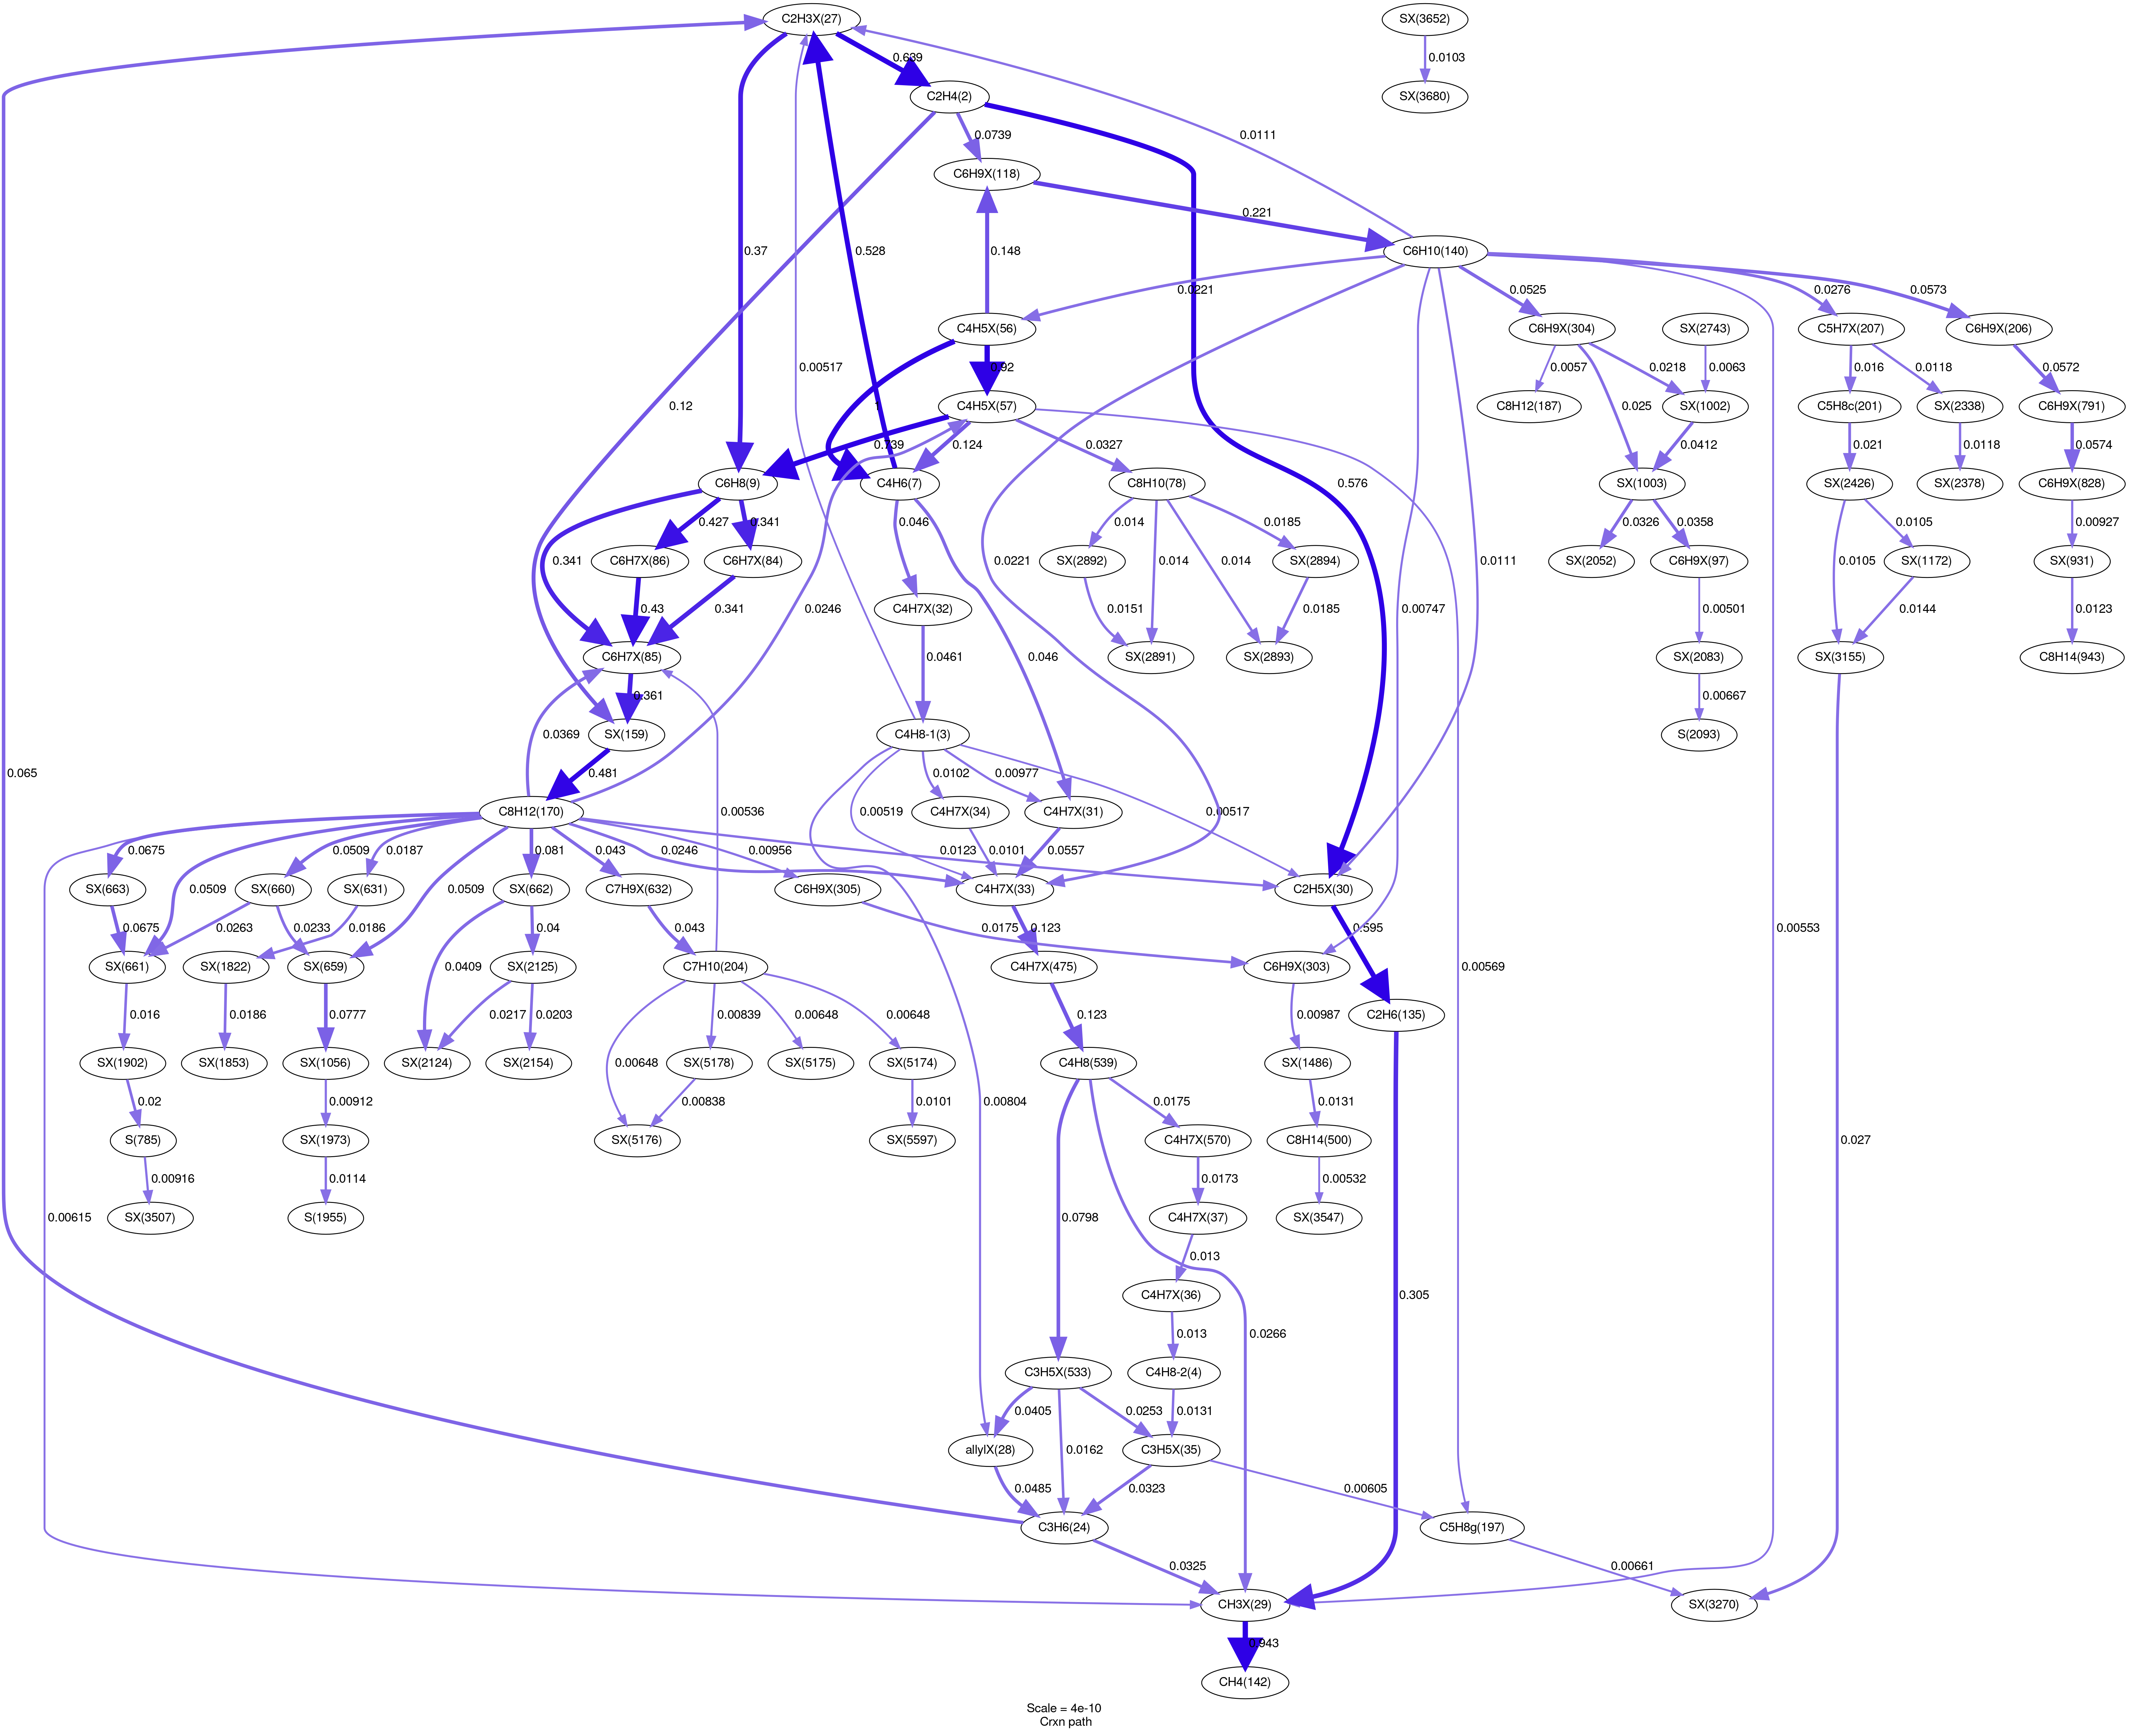 C2H3X(27)
SX(3652)
0.639
0.0103
C2H4(2)
SX(3680)
0.0739
0.0111
C6H9X(118)
0.221
0.37
0.528
0.148
C6H10(140)
0.0221
0.0525
0.0276
0.0573
C4H5X(56)
C6H9X(304)
SX(2743)
C5H7X(207)
C6H9X(206)
0.00517
0.92
0.0057
0.0218
0.0063
0.016
0.0118
0.0572
0.12
1
C4H5X(57)
C8H12(187)
SX(1002)
C5H8c(201)
SX(2338)
C6H9X(791)
0.739
0.124
0.0327
0.025
0.0412
0.021
0.0118
0.0574
0.576
C6H8(9)
C4H6(7)
C8H10(78)
SX(1003)
SX(2426)
SX(2378)
C6H9X(828)
0.427
0.341
0.046
0.014
0.0185
0.0326
0.0358
0.0105
0.00927
0.341
0.0221
0.014
0.014
0.00747
0.0111
C6H7X(86)
C6H7X(84)
SX(2892)
SX(2894)
SX(2052)
C6H9X(97)
SX(1172)
SX(931)
0.43
0.341
C4H7X(32)
0.0151
0.0185
0.00501
0.0105
0.0144
0.0123
0.0246
C6H7X(85)
0.0461
0.046
SX(2891)
SX(2893)
SX(2083)
SX(3155)
C8H14(943)
0.361
0.00667
SX(159)
C4H8-1(3)
S(2093)
0.0369
0.481
0.0102
0.00977
0.065
C8H12(170)
0.00536
0.00519
C4H7X(34)
C4H7X(31)
0.00517
0.0675
0.0509
0.0187
0.081
0.043
0.0246
0.00956
0.0123
0.0101
0.0557
SX(663)
SX(660)
SX(631)
0.0509
SX(662)
C7H9X(632)
C6H9X(305)
C4H7X(33)
C2H5X(30)
0.00553
0.0675
0.0263
0.0233
0.0186
0.04
0.043
0.0175
0.123
0.595
SX(661)
SX(1822)
SX(659)
0.0409
SX(2125)
C7H10(204)
C4H7X(475)
C6H9X(303)
0.00569
0.016
0.0186
0.0777
0.0217
0.0203
0.00648
0.00839
0.00648
0.00648
0.123
0.00987
C2H6(135)
SX(1902)
SX(1853)
SX(1056)
SX(2124)
SX(2154)
SX(5178)
SX(5175)
SX(5174)
C4H8(539)
SX(1486)
0.02
0.00912
0.00838
0.0101
0.00804
0.0175
0.0131
S(785)
SX(1973)
SX(5176)
SX(5597)
C4H7X(570)
C8H14(500)
0.027
0.00916
0.0114
0.0173
0.00532
0.00615
SX(3507)
S(1955)
0.0798
C4H7X(37)
SX(3547)
0.013
C4H7X(36)
0.305
0.0266
0.013
C3H5X(533)
C4H8-2(4)
0.0405
0.0253
0.0131
allylX(28)
0.0162
C3H5X(35)
0.0485
0.0323
0.00605
C3H6(24)
C5H8g(197)
0.0325
0.00661
CH3X(29)
SX(3270)
0.943
CH4(142)
Scale = 4e-10
Crxn path